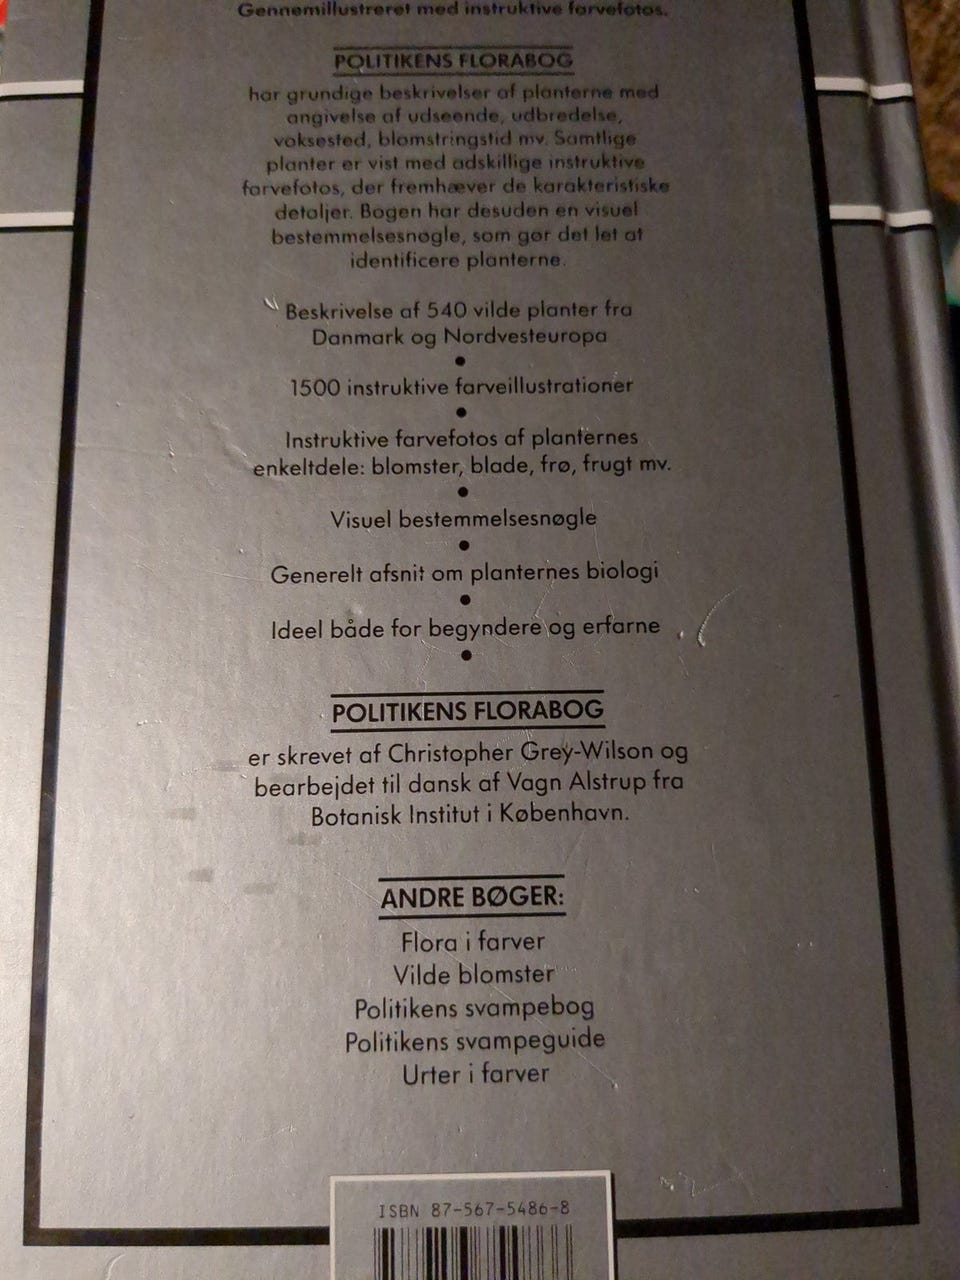 Gennemillustreret med instruktive farvefotos.
POLITIKENS FLORABOG
har grundige beskrivelser af planterne med
angivelse af udseende, udbredelse,
voksested, blomstringstid mv. Samtlige
planter er vist med adskillige instruktive
farvefotos, der fremhæver de karakteristiske
detaljer. Bogen har desuden en visuel
bestemmelsesnøgle, som gør det let at
identificere planterne.
Beskrivelse af 540 vilde planter fra
Danmark og Nordvesteuropa
●
1500 instruktive farveillustrationer
●
Instruktive farvefotos af planternes
enkeltdele: blomster, blade, frø, frugt mv.
●
Visuel bestemmelsesnøgle
●
Generelt afsnit om planternes biologi
●
Ideel både for begyndere og erfarne
●
POLITIKENS FLORABOG
er skrevet af Christopher Grey-Wilson og
bearbejdet til dansk af Vagn Alstrup fra
Botanisk Institut i København.
ANDRE BØGER:
Flora i farver
Vilde blomster
Politikens svampebog
Politikens svampeguide
Urter i farver
ISBN 87-567-5486-8